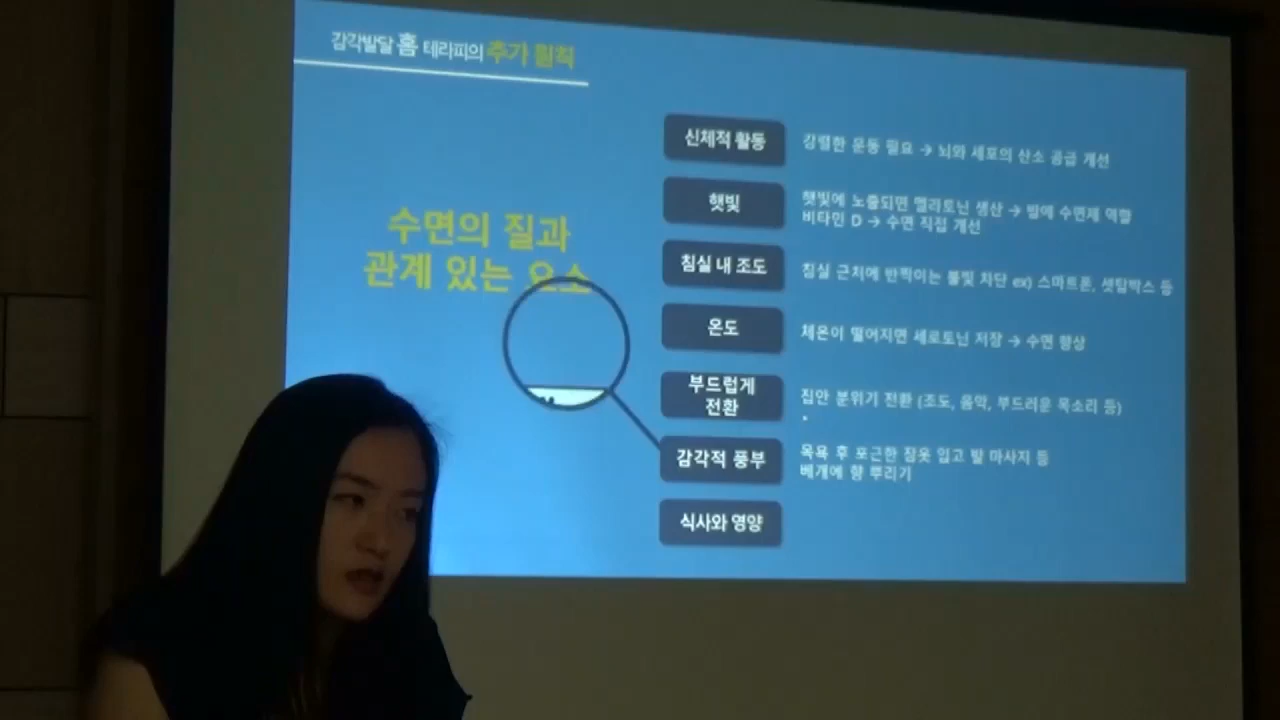 감각발달 홈 테라피의 추가 원칙
수면의 질과
관계 있는 요소
신체적 활동
강렬한 운동 필요 → 뇌와 세포의 산소 공급 개선
햇빛
햇빛에 노출되면 멜라토닌 생산 → 밤에 수면제 역할
비타민 D → 수면 직접 개선
침실 내 조도
침실 근처에 반짝이는 불빛 차단 ex) 스마트폰, 셋탑박스 등
온도
체온이 떨어지면 세로토닌 저장 → 수면 향상
부드럽게
전환
집안 분위기 전환 (조도, 음악, 부드러운 목소리 등)
감각적 풍부
목욕 후 포근한 잠옷 입고 발 마사지 등
베개에 향 뿌리기
식사와 영양